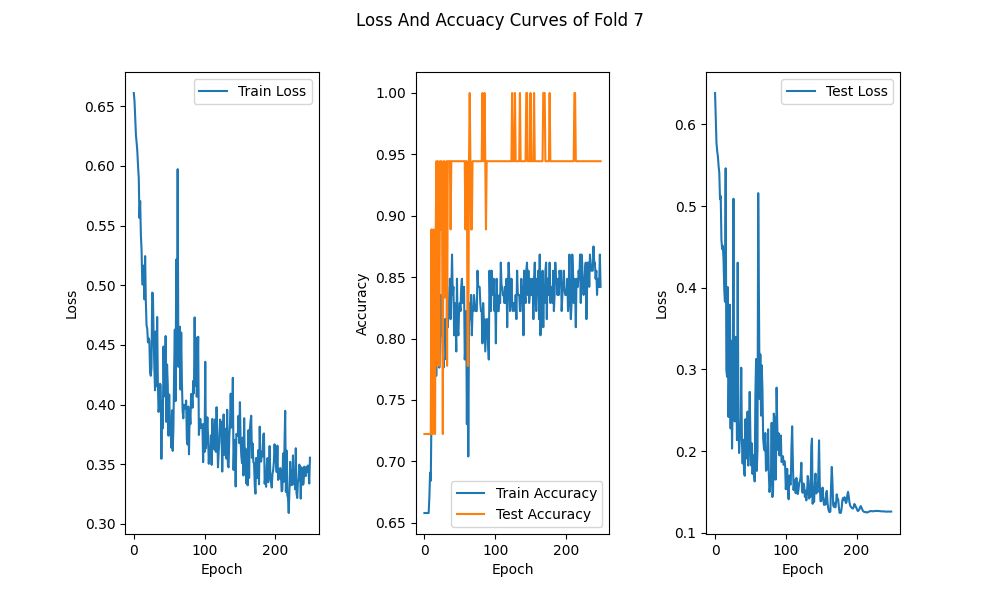 Loss And Accuacy Curves of Fold 7
Train Loss
0.65
0.60
0.55
0.50
0.45
0.40
0.35
0.30
Loss
0
100
200
Epoch
1.00
0.95
0.90
0.85
0.80
0.75
0.70
0.65
Accuracy
Train Accuracy
Test Accuracy
0
100
200
Epoch
Test Loss
0.6
0.5
0.4
0.3
0.2
0.1
Loss
0
100
200
Epoch